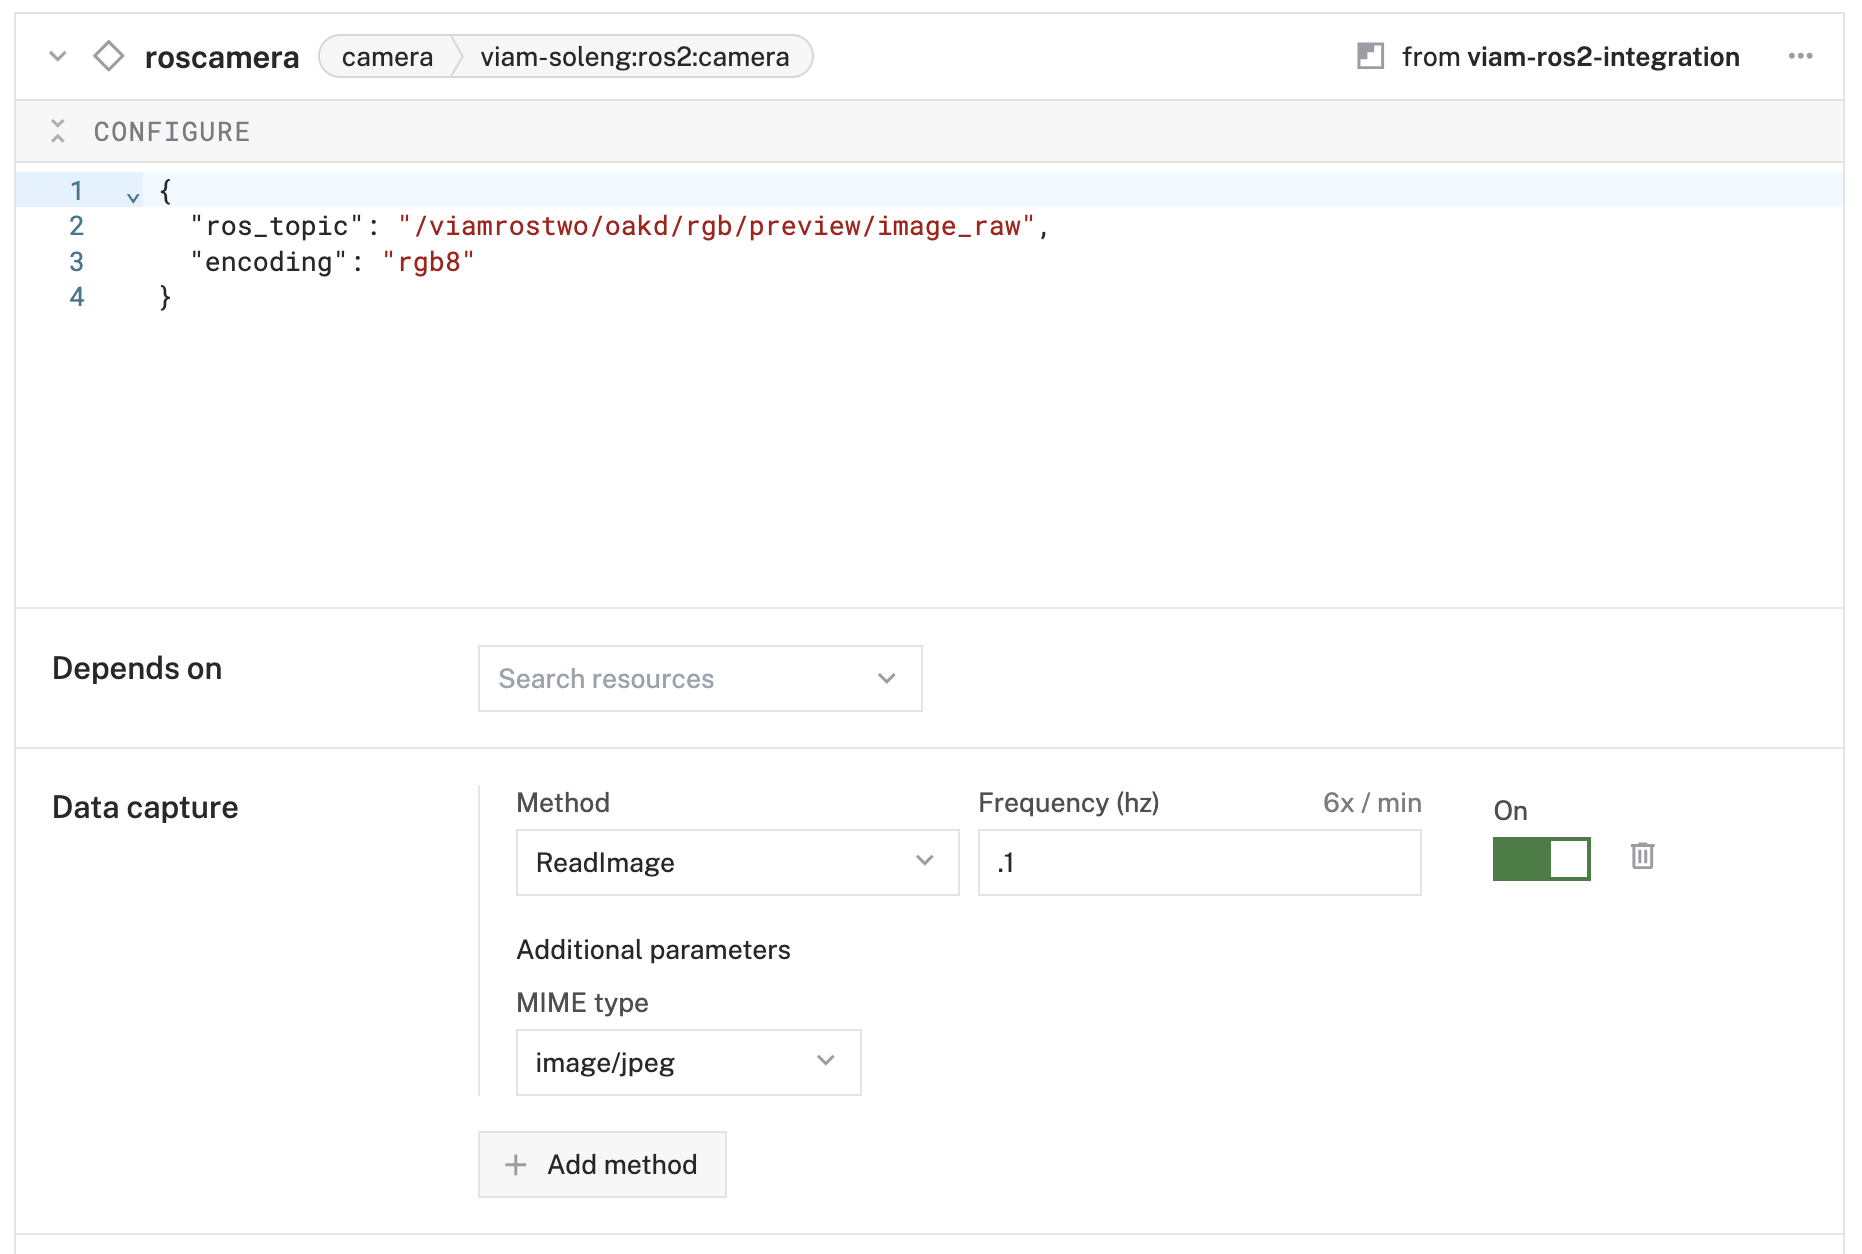 roscamera camera viam-soleng:ros2:camera from viam-ros2-integration
CONFIGURE
1 {
2 "ros_topic": "/viamrostwo/oakd/rgb/preview/image_raw",
3 "encoding": "rgb8"
4 }
Depends on Search resources
Data capture
Method
Frequency (hz) 6x / min
On
ReadImage
.1
Additional parameters
MIME type
image/jpeg
Add method